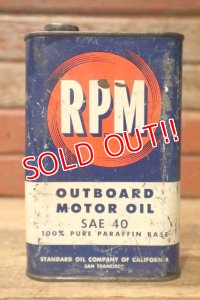 RPM
SOLD OUT!!
OUTBOARD
MOTOR OIL
SAE 40
100% PURE PARAFFIN BASE
STANDARD OIL COMPANY OF CALIFORNIA
SAN FRANCISCO